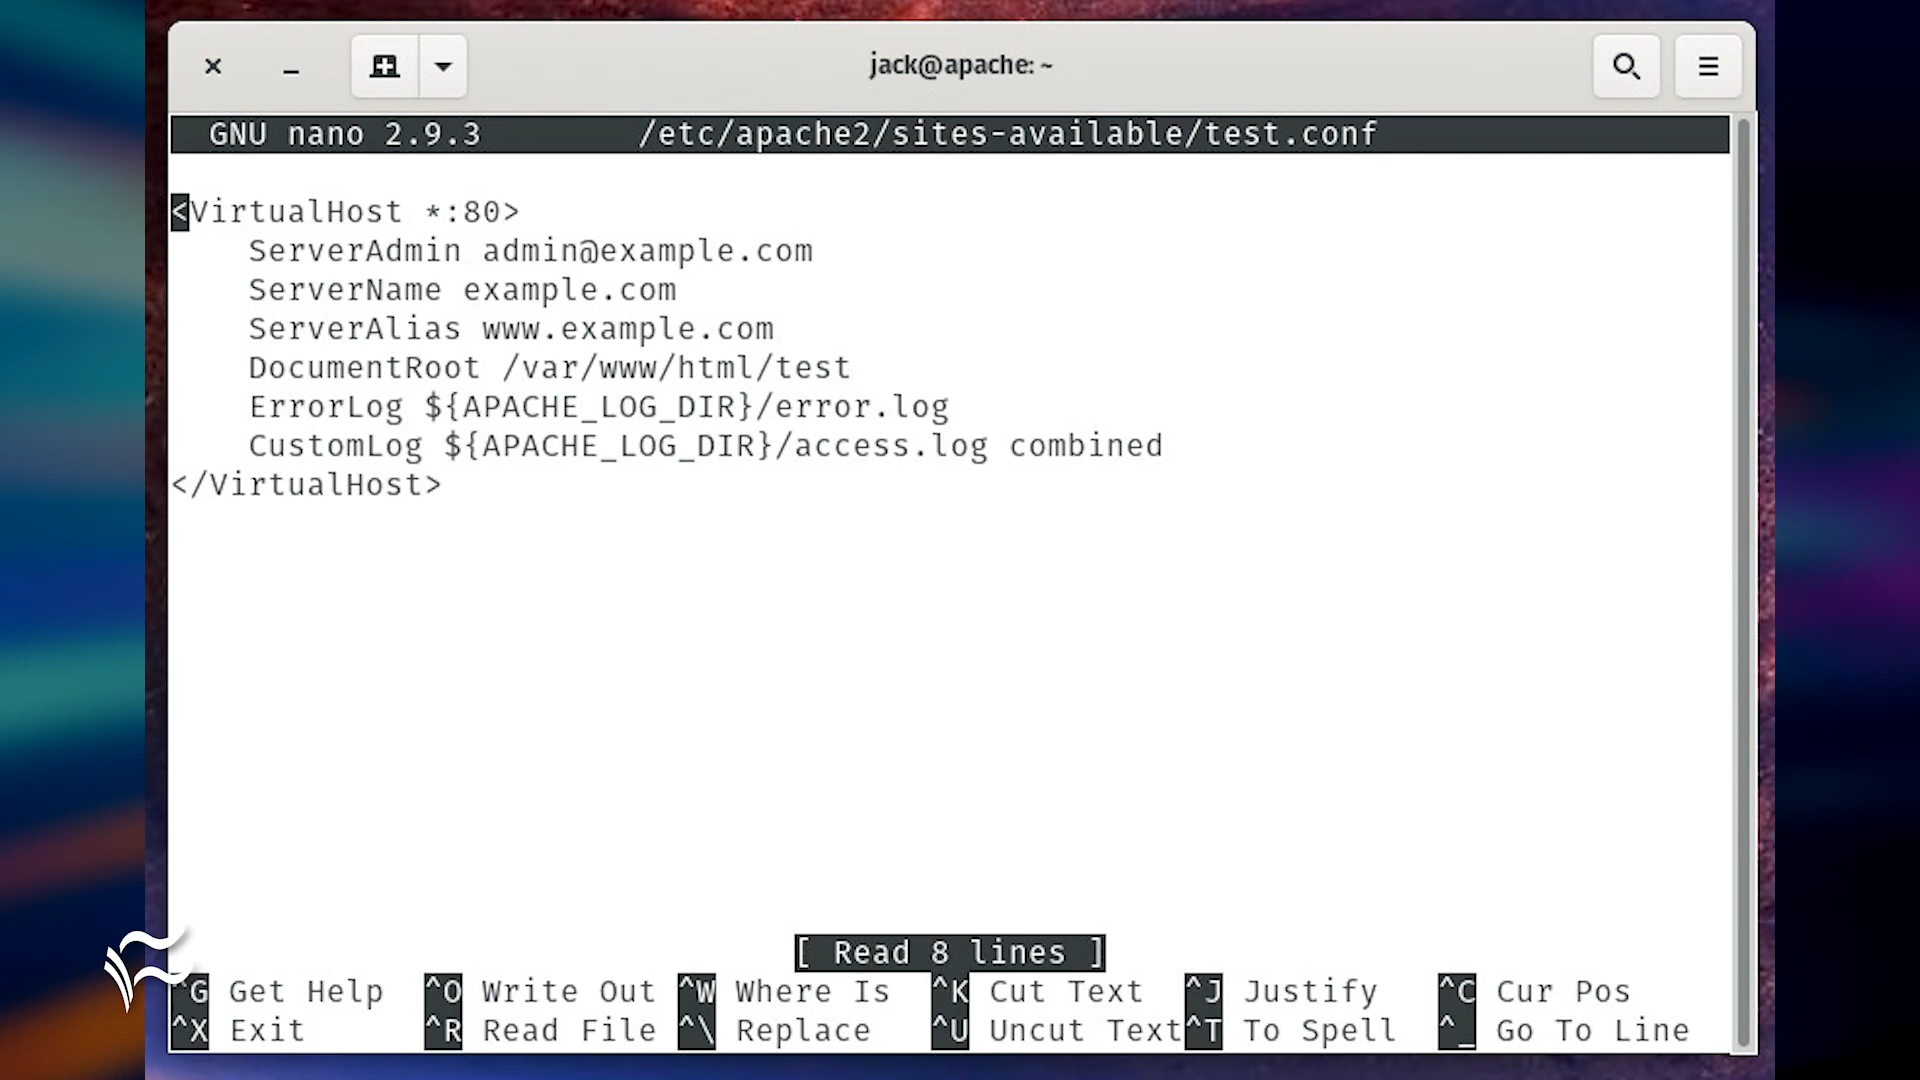 jack@apache: ~
GNU nano 2.9.3 /etc/apache2/sites-available/test.conf
<VirtualHost *:80>
    ServerAdmin admin@example.com
    ServerName example.com
    ServerAlias www.example.com
    DocumentRoot /var/www/html/test
    ErrorLog ${APACHE_LOG_DIR}/error.log
    CustomLog ${APACHE_LOG_DIR}/access.log combined
</VirtualHost>
[ Read 8 lines ]
^G Get Help ^O Write Out ^W Where Is ^K Cut Text ^J Justify ^C Cur Pos
^X Exit ^R Read File ^\ Replace ^U Uncut Text ^T To Spell ^_ Go To Line